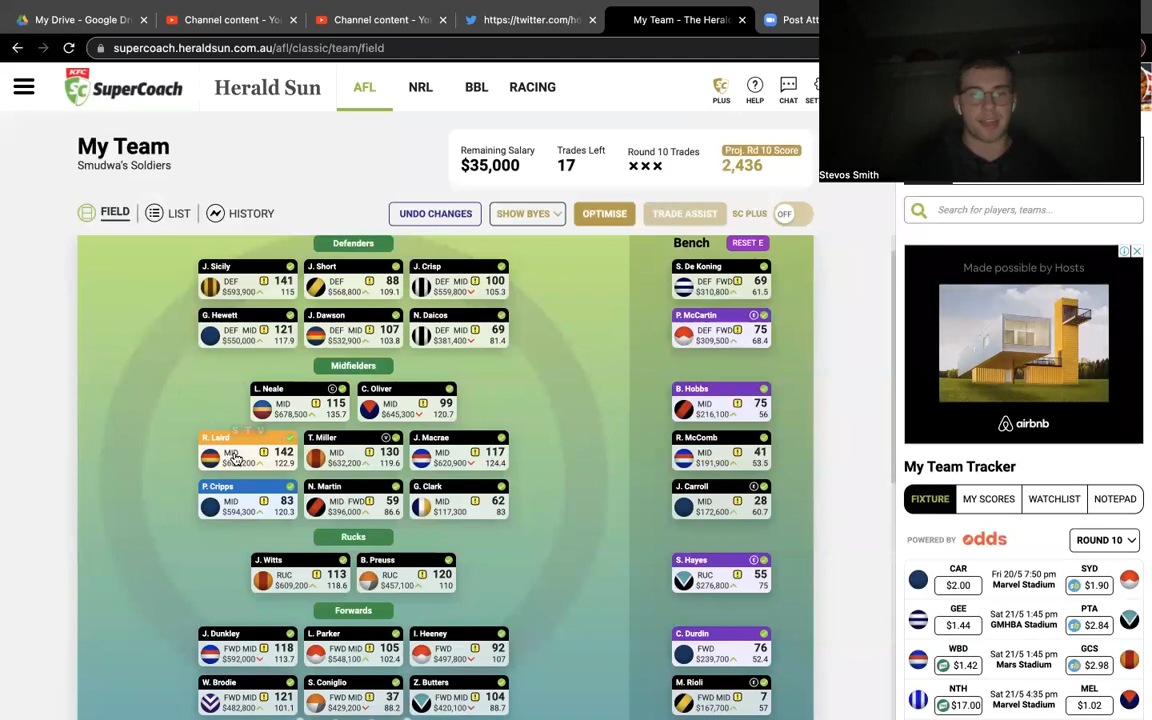 My Drive - Google Dr
Channel content - Yo
Channel content - Yo
https://twitter.com/h
My Team - The Heral
Post Att
supercoach.heraldsun.com.au/afl/classic/team/field
KFC
SC
SuperCoach
Herald Sun
AFL
NRL
BBL
RACING
SC
PLUS
HELP
CHAT
Stevos Smith
My Team
Smudwa's Soldiers
Remaining Salary
$35,000
Trades Left
17
Round 10 Trades
×××
Proj. Rd 10 Score
2,436
FIELD
LIST
HISTORY
UNDO CHANGES
SHOW BYES
OPTIMISE
TRADE ASSIST
SC PLUS
OFF
Search for players, teams...
Defenders
Bench
RESET E
J. Sicily
DEF 141
$593,900 115
J. Short
DEF 88
$568,800 109.1
J. Crisp
DEF MID 100
$559,800 105.3
S. De Koning
DEF FWD 69
$310,800 61.5
G. Hewett
DEF MID 121
$550,000 117.9
J. Dawson
DEF MID 107
$532,900 103.8
N. Daicos
DEF MID 69
$381,400 81.4
P. McCartin E
DEF FWD 75
$309,500 68.4
Midfielders
L. Neale C
MID 115
$678,500 135.7
C. Oliver
MID 99
$645,300 120.7
B. Hobbs
MID 75
$216,100 56
S T V
R. Laird
MID 142
122.9
T. Miller V
MID 130
$632,200 119.6
J. Macrae
MID 117
$620,900 124.4
R. McComb
MID 41
$191,900 53.5
P. Cripps
MID 83
$594,300 120.3
N. Martin
MID FWD 59
$396,000 86.6
G. Clark
MID 62
$117,300 83
J. Carroll E
MID 28
$172,600 60.7
Rucks
J. Witts
RUC 113
$609,200 118.6
B. Preuss
RUC 120
$457,100 110
S. Hayes E
RUC 55
$276,800 75
Forwards
J. Dunkley
FWD MID 118
$592,000 113.7
L. Parker
FWD MID 105
$548,100 102.4
I. Heeney
FWD 92
$497,800 107
C. Durdin
FWD 76
$239,700 52.4
W. Brodie
FWD MID 121
$482,800 101.1
S. Coniglio
FWD MID 37
$429,200 88.2
Z. Butters
FWD MID 104
$420,100 88.7
M. Rioli E
FWD 7
$167,700 57
Made possible by Hosts
airbnb
My Team Tracker
FIXTURE
MY SCORES
WATCHLIST
NOTEPAD
POWERED BY odds
ROUND 10
CAR
$2.00
Fri 20/5 7:50 pm
Marvel Stadium
SYD
$1.90
GEE
$1.44
Sat 21/5 1:45 pm
GMHBA Stadium
PTA
$2.84
WBD
$1.42
Sat 21/5 1:45 pm
Mars Stadium
GCS
$2.98
NTH
$17.00
Sat 21/5 4:35 pm
Marvel Stadium
MEL
$1.02